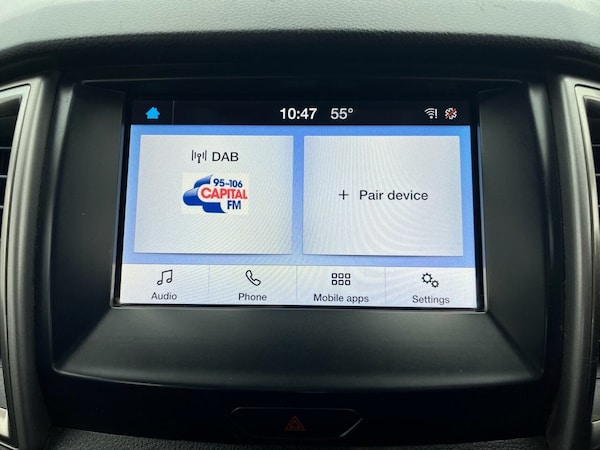 10:47 55°
DAB
95-106
CAPITAL
FM
+ Pair device
Audio Phone Mobile apps Settings